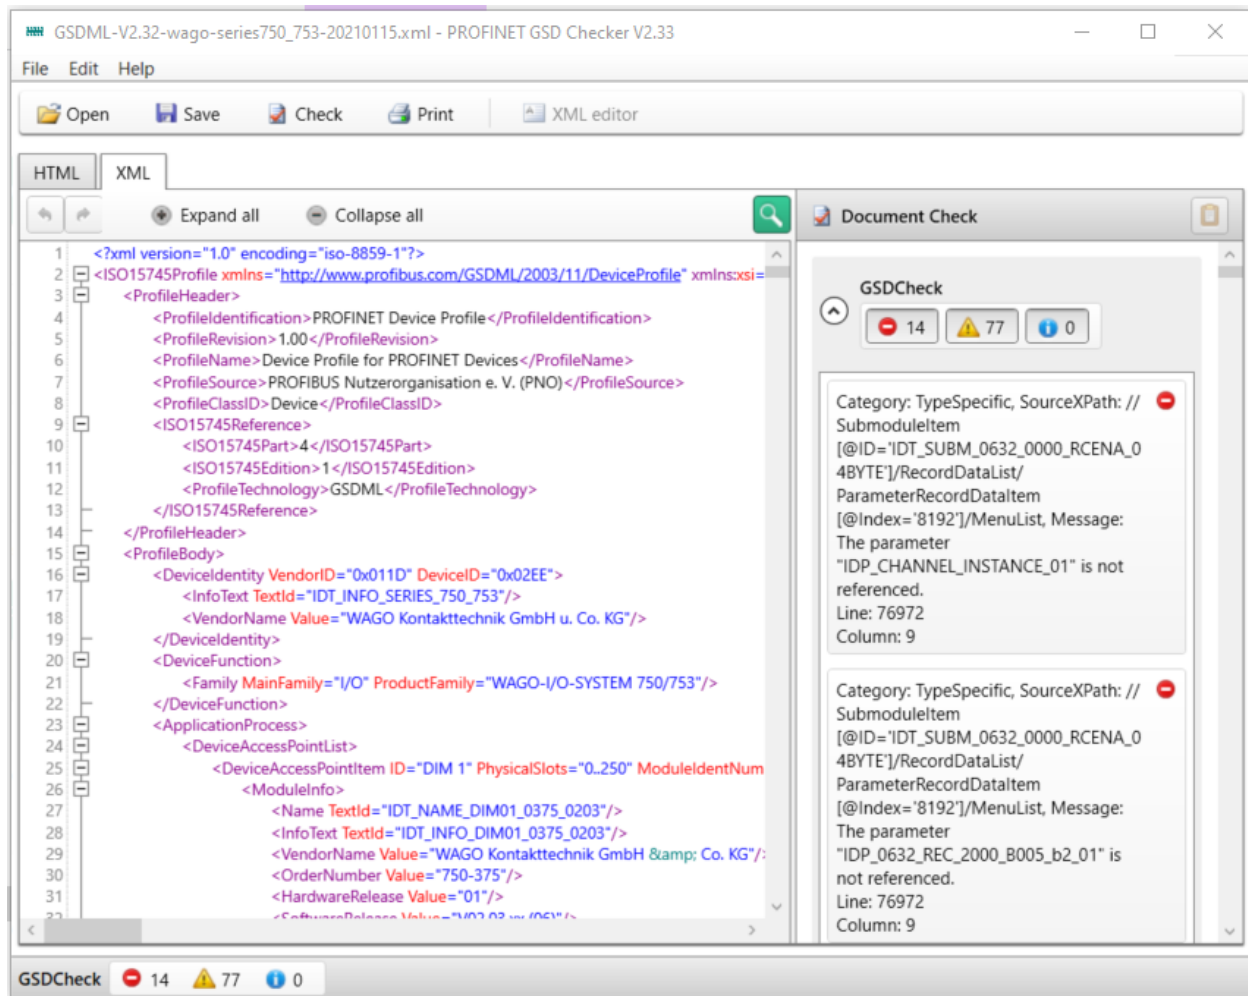 GSDML-V2.32-wago-series750_753-20210115.xml - PROFINET GSD Checker V2.33
File Edit Help
Open Save Check Print XML editor
HTML XML
Expand all Collapse all
1 <?xml version="1.0" encoding="iso-8859-1"?>
2 <ISO15745Profile xmlns="http://www.profibus.com/GSDML/2003/11/DeviceProfile" xmlns:xsi=
3 <ProfileHeader>
4 <ProfileIdentification>PROFINET Device Profile</ProfileIdentification>
5 <ProfileRevision>1.00</ProfileRevision>
6 <ProfileName>Device Profile for PROFINET Devices</ProfileName>
7 <ProfileSource>PROFIBUS Nutzerorganisation e. V. (PNO)</ProfileSource>
8 <ProfileClassID>Device</ProfileClassID>
9 <ISO15745Reference>
10 <ISO15745Part>4</ISO15745Part>
11 <ISO15745Edition>1</ISO15745Edition>
12 <ProfileTechnology>GSDML</ProfileTechnology>
13 </ISO15745Reference>
14 </ProfileHeader>
15 <ProfileBody>
16 <DeviceIdentity VendorID="0x011D" DeviceID="0x02EE">
17 <InfoText TextId="IDT_INFO_SERIES_750_753"/>
18 <VendorName Value="WAGO Kontakttechnik GmbH u. Co. KG"/>
19 </DeviceIdentity>
20 <DeviceFunction>
21 <Family MainFamily="I/O" ProductFamily="WAGO-I/O-SYSTEM 750/753"/>
22 </DeviceFunction>
23 <ApplicationProcess>
24 <DeviceAccessPointList>
25 <DeviceAccessPointItem ID="DIM 1" PhysicalSlots="0..250" ModuleIdentNum
26 <ModuleInfo>
27 <Name TextId="IDT_NAME_DIM01_0375_0203"/>
28 <InfoText TextId="IDT_INFO_DIM01_0375_0203"/>
29 <VendorName Value="WAGO Kontakttechnik GmbH &amp; Co. KG"/>
30 <OrderNumber Value="750-375"/>
31 <HardwareRelease Value="01"/>
32 <SoftwareRelease Value="V02.03.xx (06)"/>
Document Check
GSDCheck
14 77 0
Category: TypeSpecific, SourceXPath: //
SubmoduleItem
[@ID='IDT_SUBM_0632_0000_RCENA_0
4BYTE']/RecordDataList/
ParameterRecordDataItem
[@Index='8192']/MenuList, Message:
The parameter
"IDP_CHANNEL_INSTANCE_01" is not
referenced.
Line: 76972
Column: 9
Category: TypeSpecific, SourceXPath: //
SubmoduleItem
[@ID='IDT_SUBM_0632_0000_RCENA_0
4BYTE']/RecordDataList/
ParameterRecordDataItem
[@Index='8192']/MenuList, Message:
The parameter
"IDP_0632_REC_2000_B005_b2_01" is
not referenced.
Line: 76972
Column: 9
GSDCheck 14 77 0